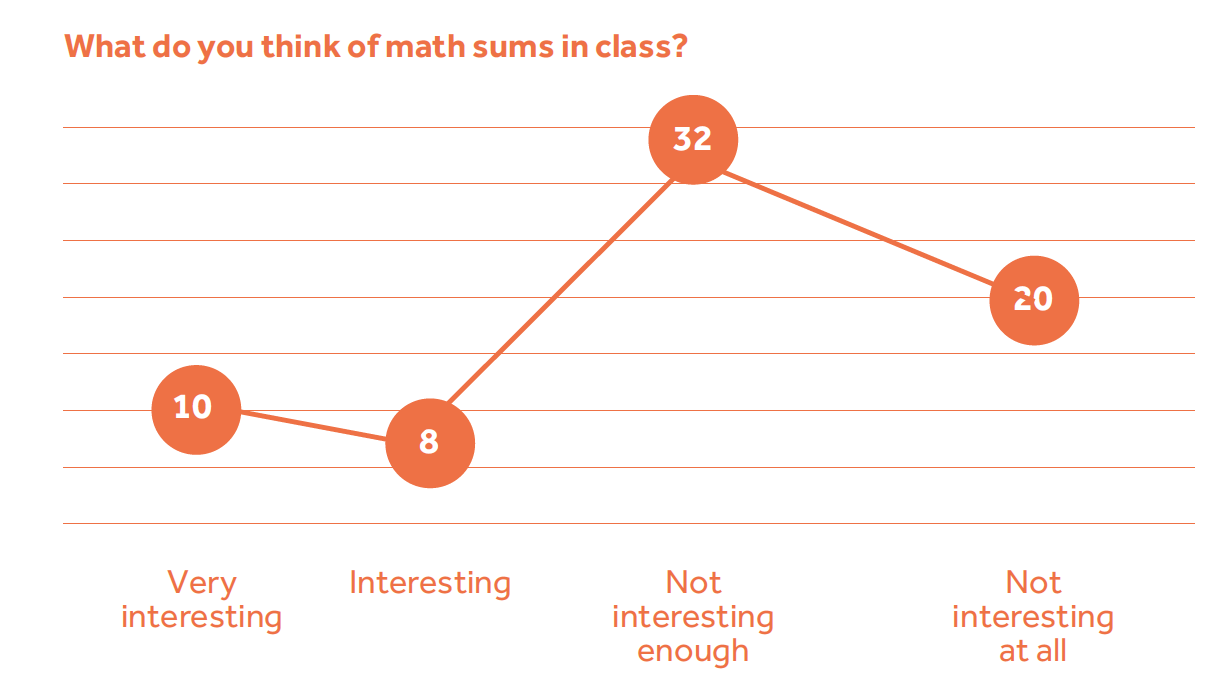 What do you think of math sums in class?
32
20
10
8
Very
interesting
Interesting
Not
interesting
enough
Not
interesting
at all